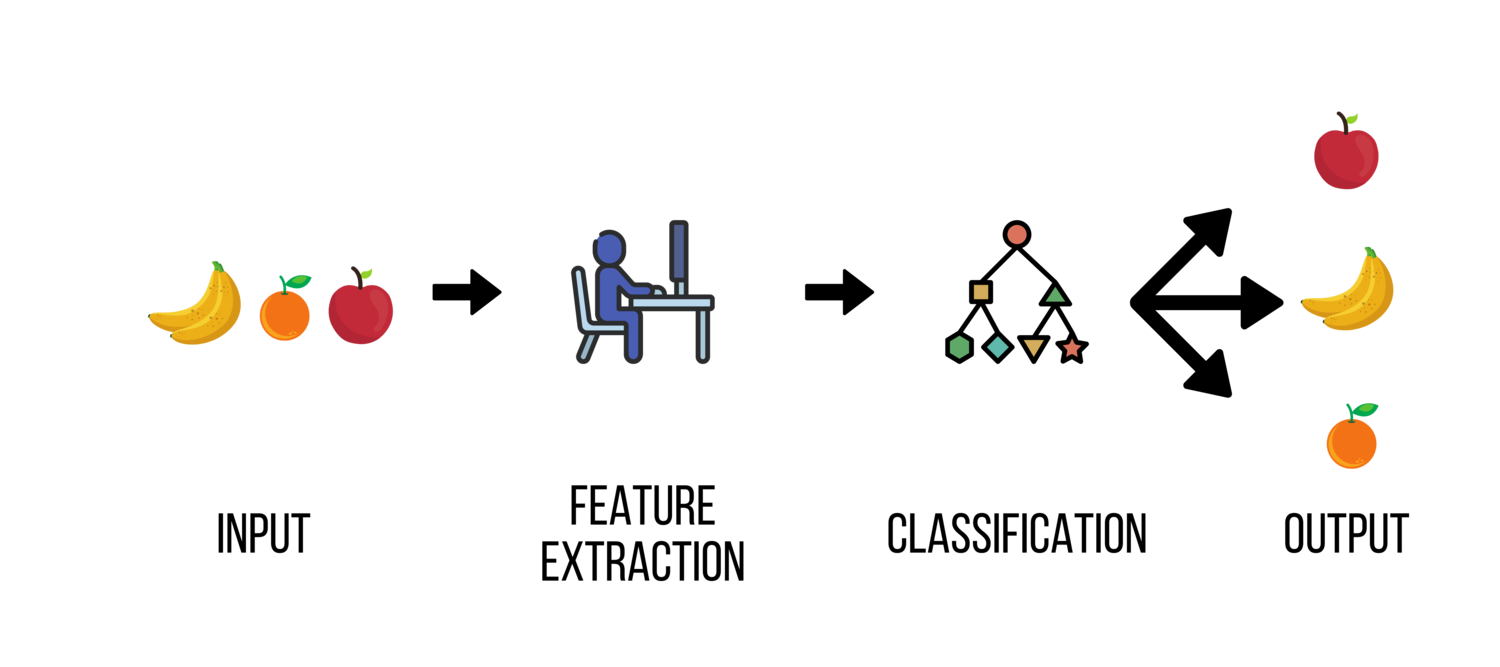 INPUT
FEATURE
EXTRACTION
CLASSIFICATION
OUTPUT